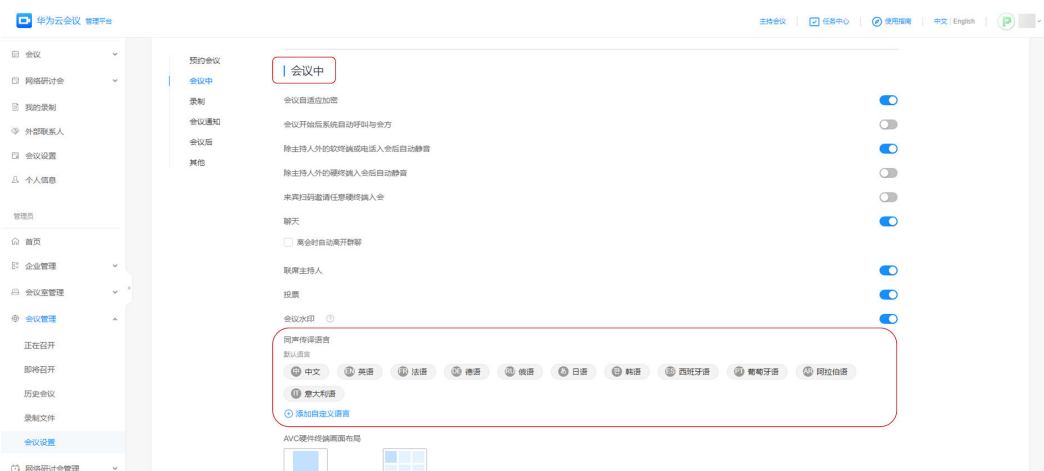 华为云会议 管理平台
主持会议 任务中心 使用指南 中文 English
会议
网络研讨会
我的录制
外部联系人
会议设置
个人信息
管理员
首页
企业管理
会议室管理
会议管理
正在召开
即将召开
历史会议
录制文件
会议设置
网络研讨会管理
预约会议
会议中
录制
会议通知
会议后
其他
会议中
会议自适应加密
会议开始后系统自动呼叫与会方
除主持人外的软终端或电话入会后自动静音
除主持人外的硬终端入会后自动静音
来宾扫码邀请任意硬终端入会
聊天
离会时自动离开群聊
联席主持人
投票
会议水印 ?
同声传译语言
默认语言
中 中文 EN 英语 FR 法语 DE 德语 RU 俄语 あ 日语 한 韩语 ES 西班牙语 PT 葡萄牙语 AR 阿拉伯语
IT 意大利语
添加自定义语言
AVC硬件终端画面布局